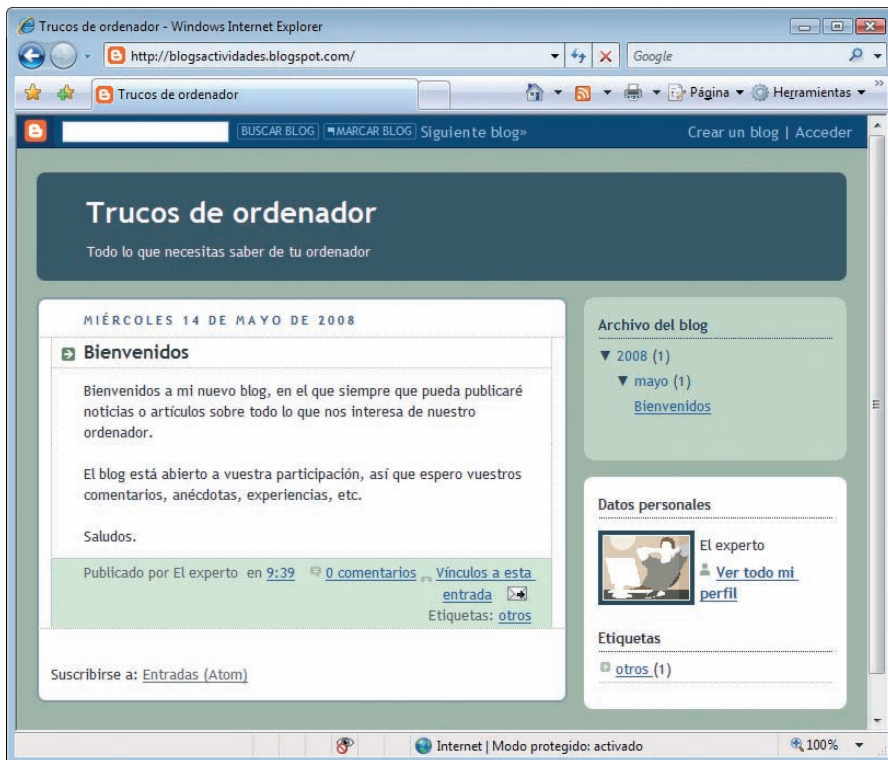 Trucos de ordenador - Windows Internet Explorer
http://blogsactividades.blogspot.com/
Google
Trucos de ordenador
Página
Herramientas
BUSCAR BLOG
MARCAR BLOG
Siguiente blog»
Crear un blog | Acceder
Trucos de ordenador
Todo lo que necesitas saber de tu ordenador
MIÉRCOLES 14 DE MAYO DE 2008
Bienvenidos
Bienvenidos a mi nuevo blog, en el que siempre que pueda publicaré
noticias o artículos sobre todo lo que nos interesa de nuestro
ordenador.
El blog está abierto a vuestra participación, así que espero vuestros
comentarios, anécdotas, experiencias, etc.
Saludos.
Publicado por El experto en 9:39 0 comentarios Vínculos a esta
entrada
Etiquetas: otros
Suscribirse a: Entradas (Atom)
Archivo del blog
▼ 2008 (1)
▼ mayo (1)
Bienvenidos
Datos personales
El experto
Ver todo mi
perfil
Etiquetas
otros (1)
Internet | Modo protegido: activado
100%